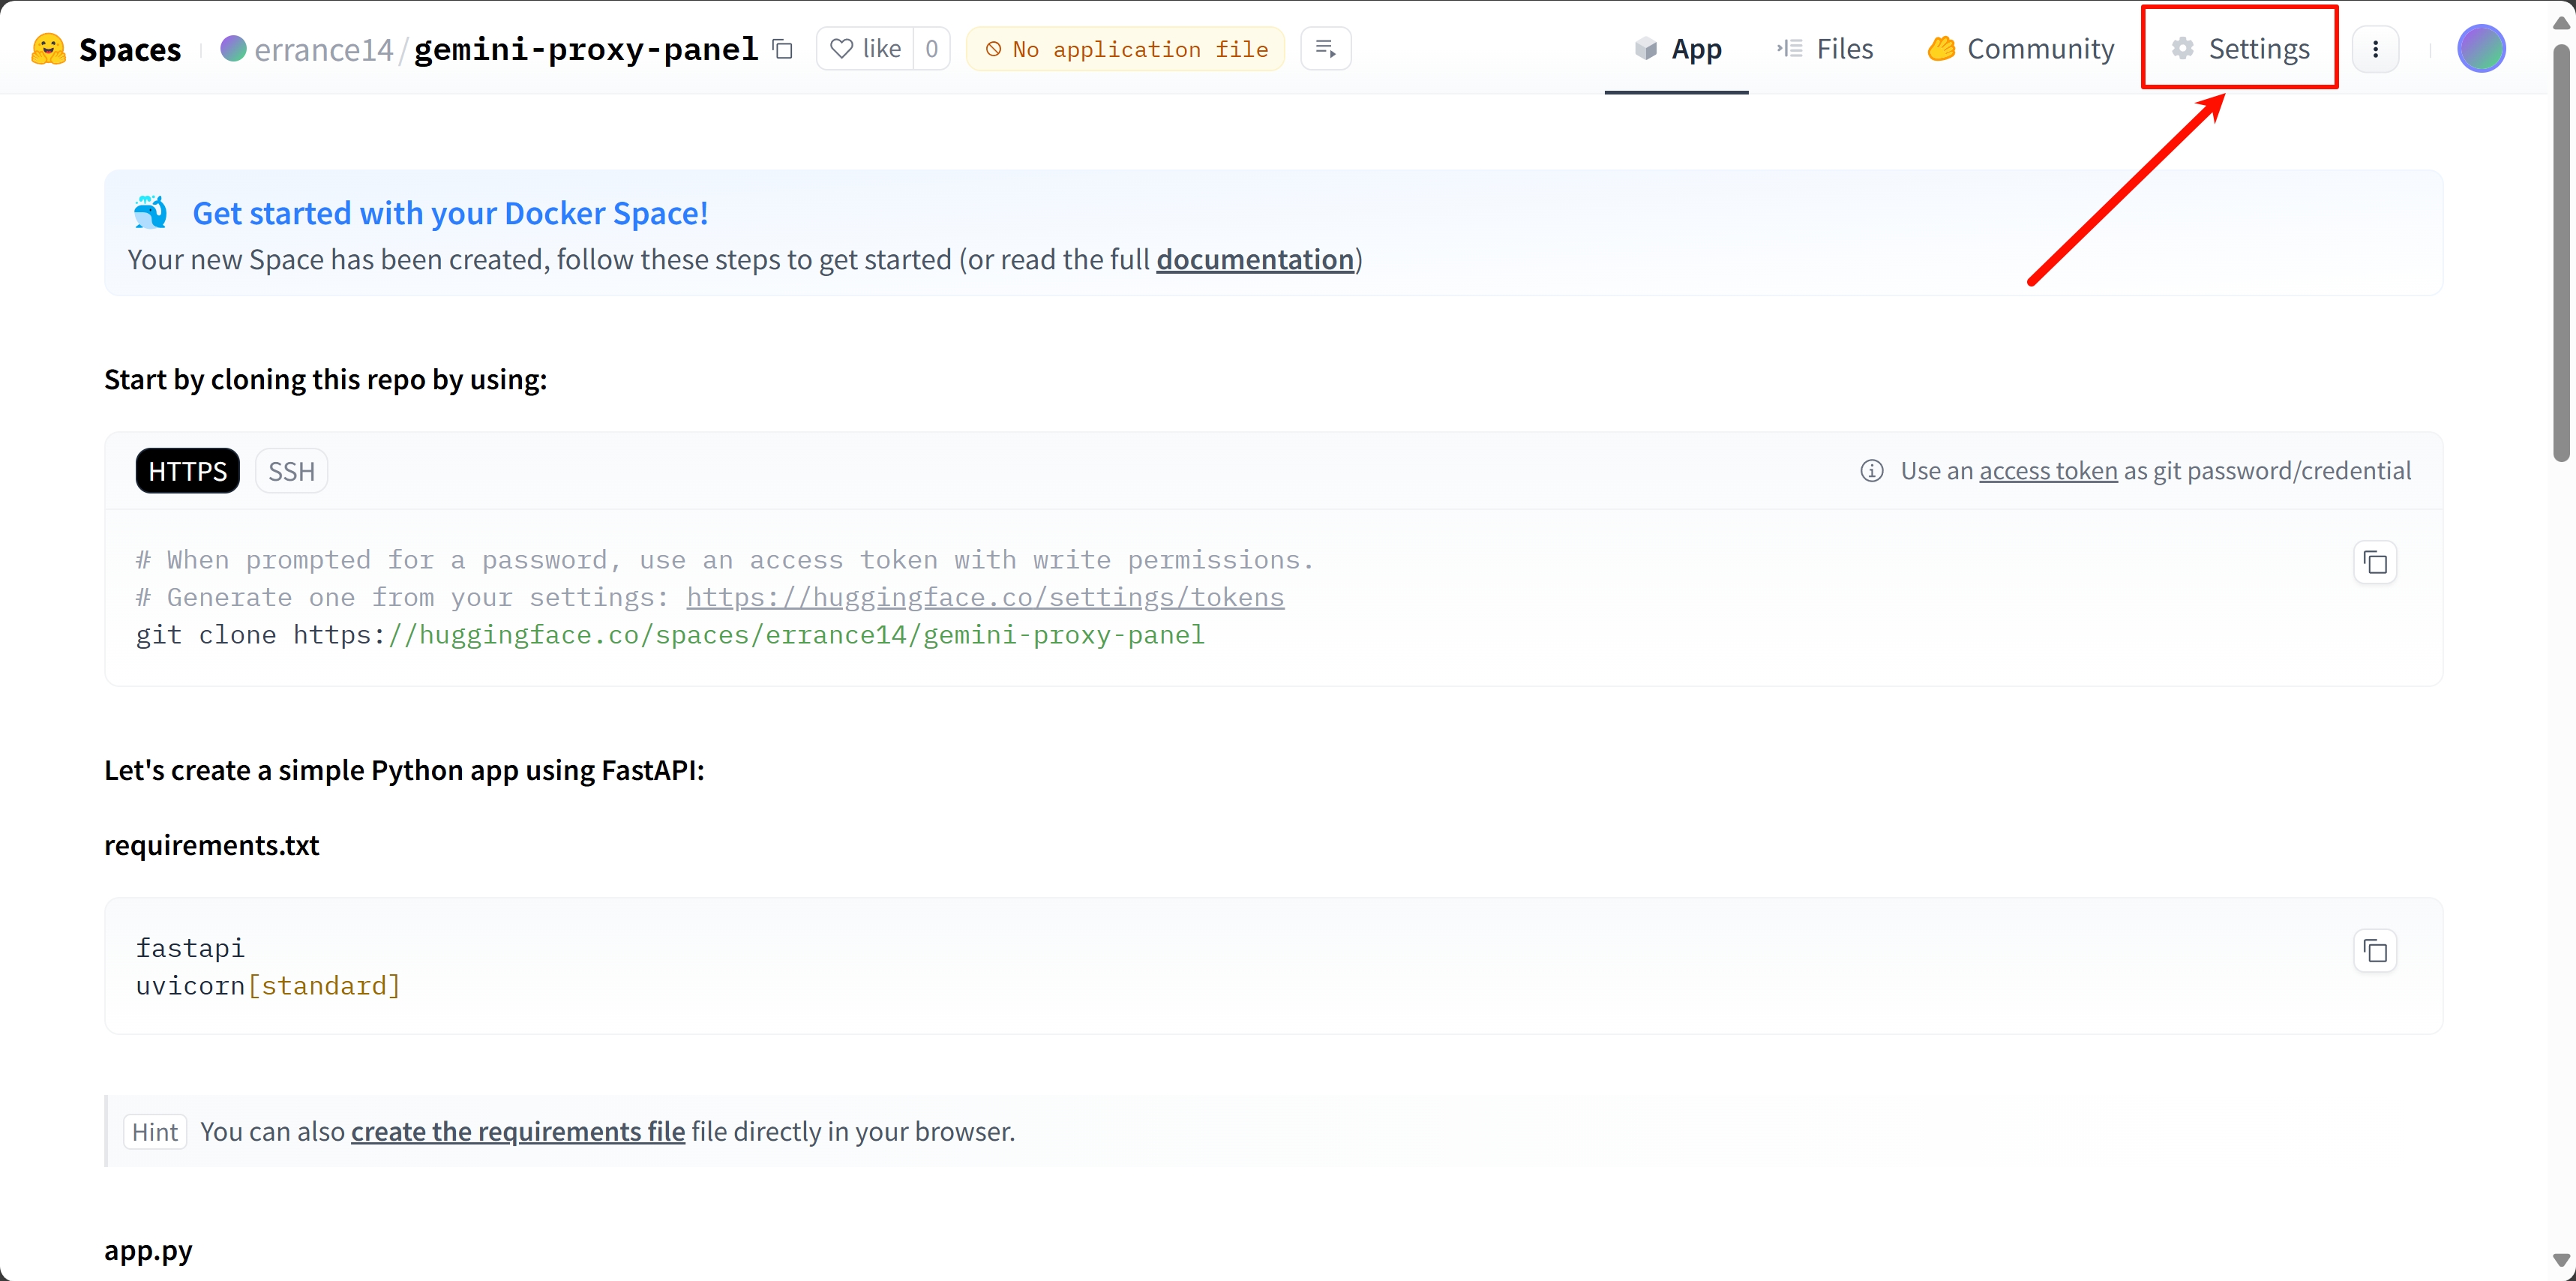 Spaces errance14/gemini-proxy-panel like 0 No application file App Files Community Settings
Get started with your Docker Space!
Your new Space has been created, follow these steps to get started (or read the full documentation)
Start by cloning this repo by using:
HTTPS SSH Use an access token as git password/credential
# When prompted for a password, use an access token with write permissions.
# Generate one from your settings: https://huggingface.co/settings/tokens
git clone https://huggingface.co/spaces/errance14/gemini-proxy-panel
Let's create a simple Python app using FastAPI:
requirements.txt
fastapi
uvicorn[standard]
Hint You can also create the requirements file file directly in your browser.
app.py